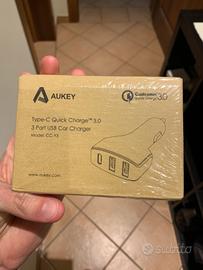 AUKEY
Qualcomm
Quick Charge 3.0
Type-C Quick Charge™ 3.0
3 Port USB Car Charger
Model: CC-Y3
www.aukey.com
subito